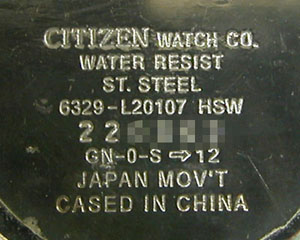 CITIZEN WATCH CO.
WATER RESIST
ST. STEEL
6329-L20107 HSW
22
GN-0-S ⇨12
JAPAN MOV'T
CASED IN CHINA